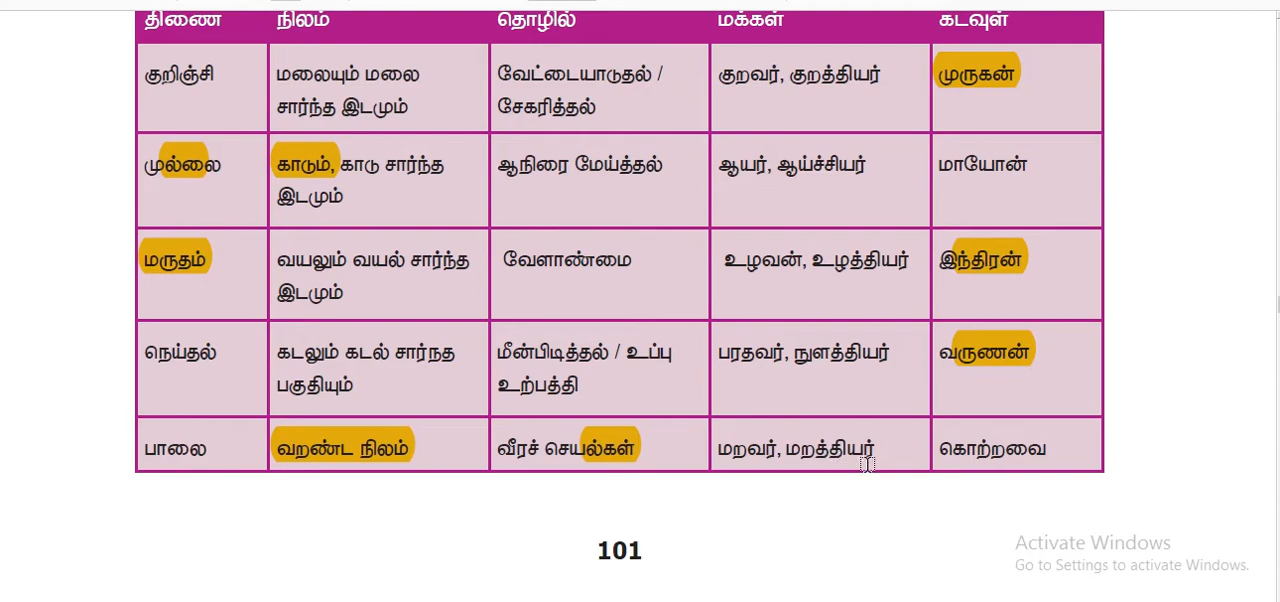 திணை நிலம் தொழில் மக்கள் கடவுள்
குறிஞ்சி மலையும் மலை வேட்டையாடுதல் / குறவர், குறத்தியர் முருகன்
சார்ந்த இடமும் சேகரித்தல்
முல்லை காடும், காடு சார்ந்த ஆநிரை மேய்த்தல் ஆயர், ஆய்ச்சியர் மாயோன்
இடமும்
மருதம் வயலும் வயல் சார்ந்த வேளாண்மை உழவன், உழத்தியர் இந்திரன்
இடமும்
நெய்தல் கடலும் கடல் சார்நத மீன்பிடித்தல் / உப்பு பரதவர், நுளத்தியர் வருணன்
பகுதியும் உற்பத்தி
பாலை வறண்ட நிலம் வீரச் செயல்கள் மறவர், மறத்தியர் கொற்றவை
101
Activate Windows
Go to Settings to activate Windows.